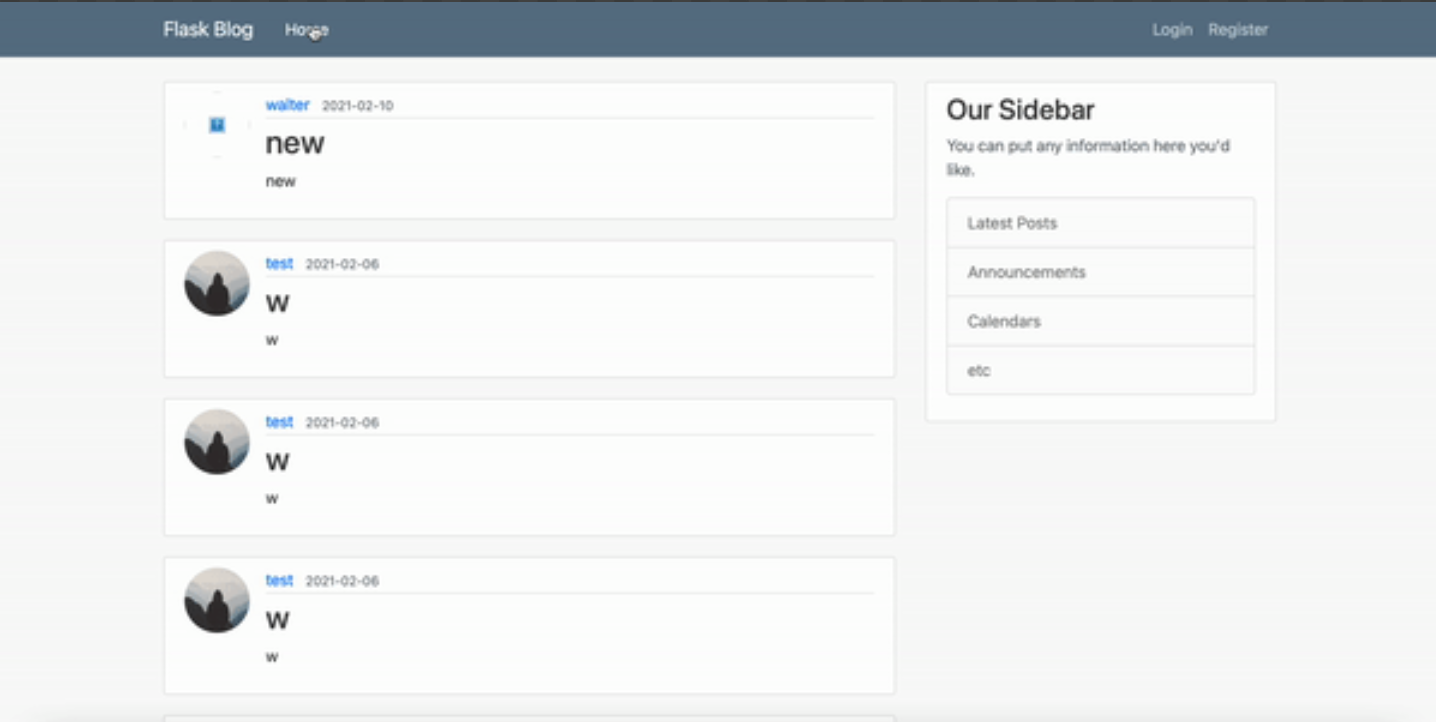 Flask Blog Home Login Register
walter 2021-02-10
new
new
test 2021-02-06
w
w
test 2021-02-06
w
w
test 2021-02-06
w
w
Our Sidebar
You can put any information here you'd
like.
Latest Posts
Announcements
Calendars
etc